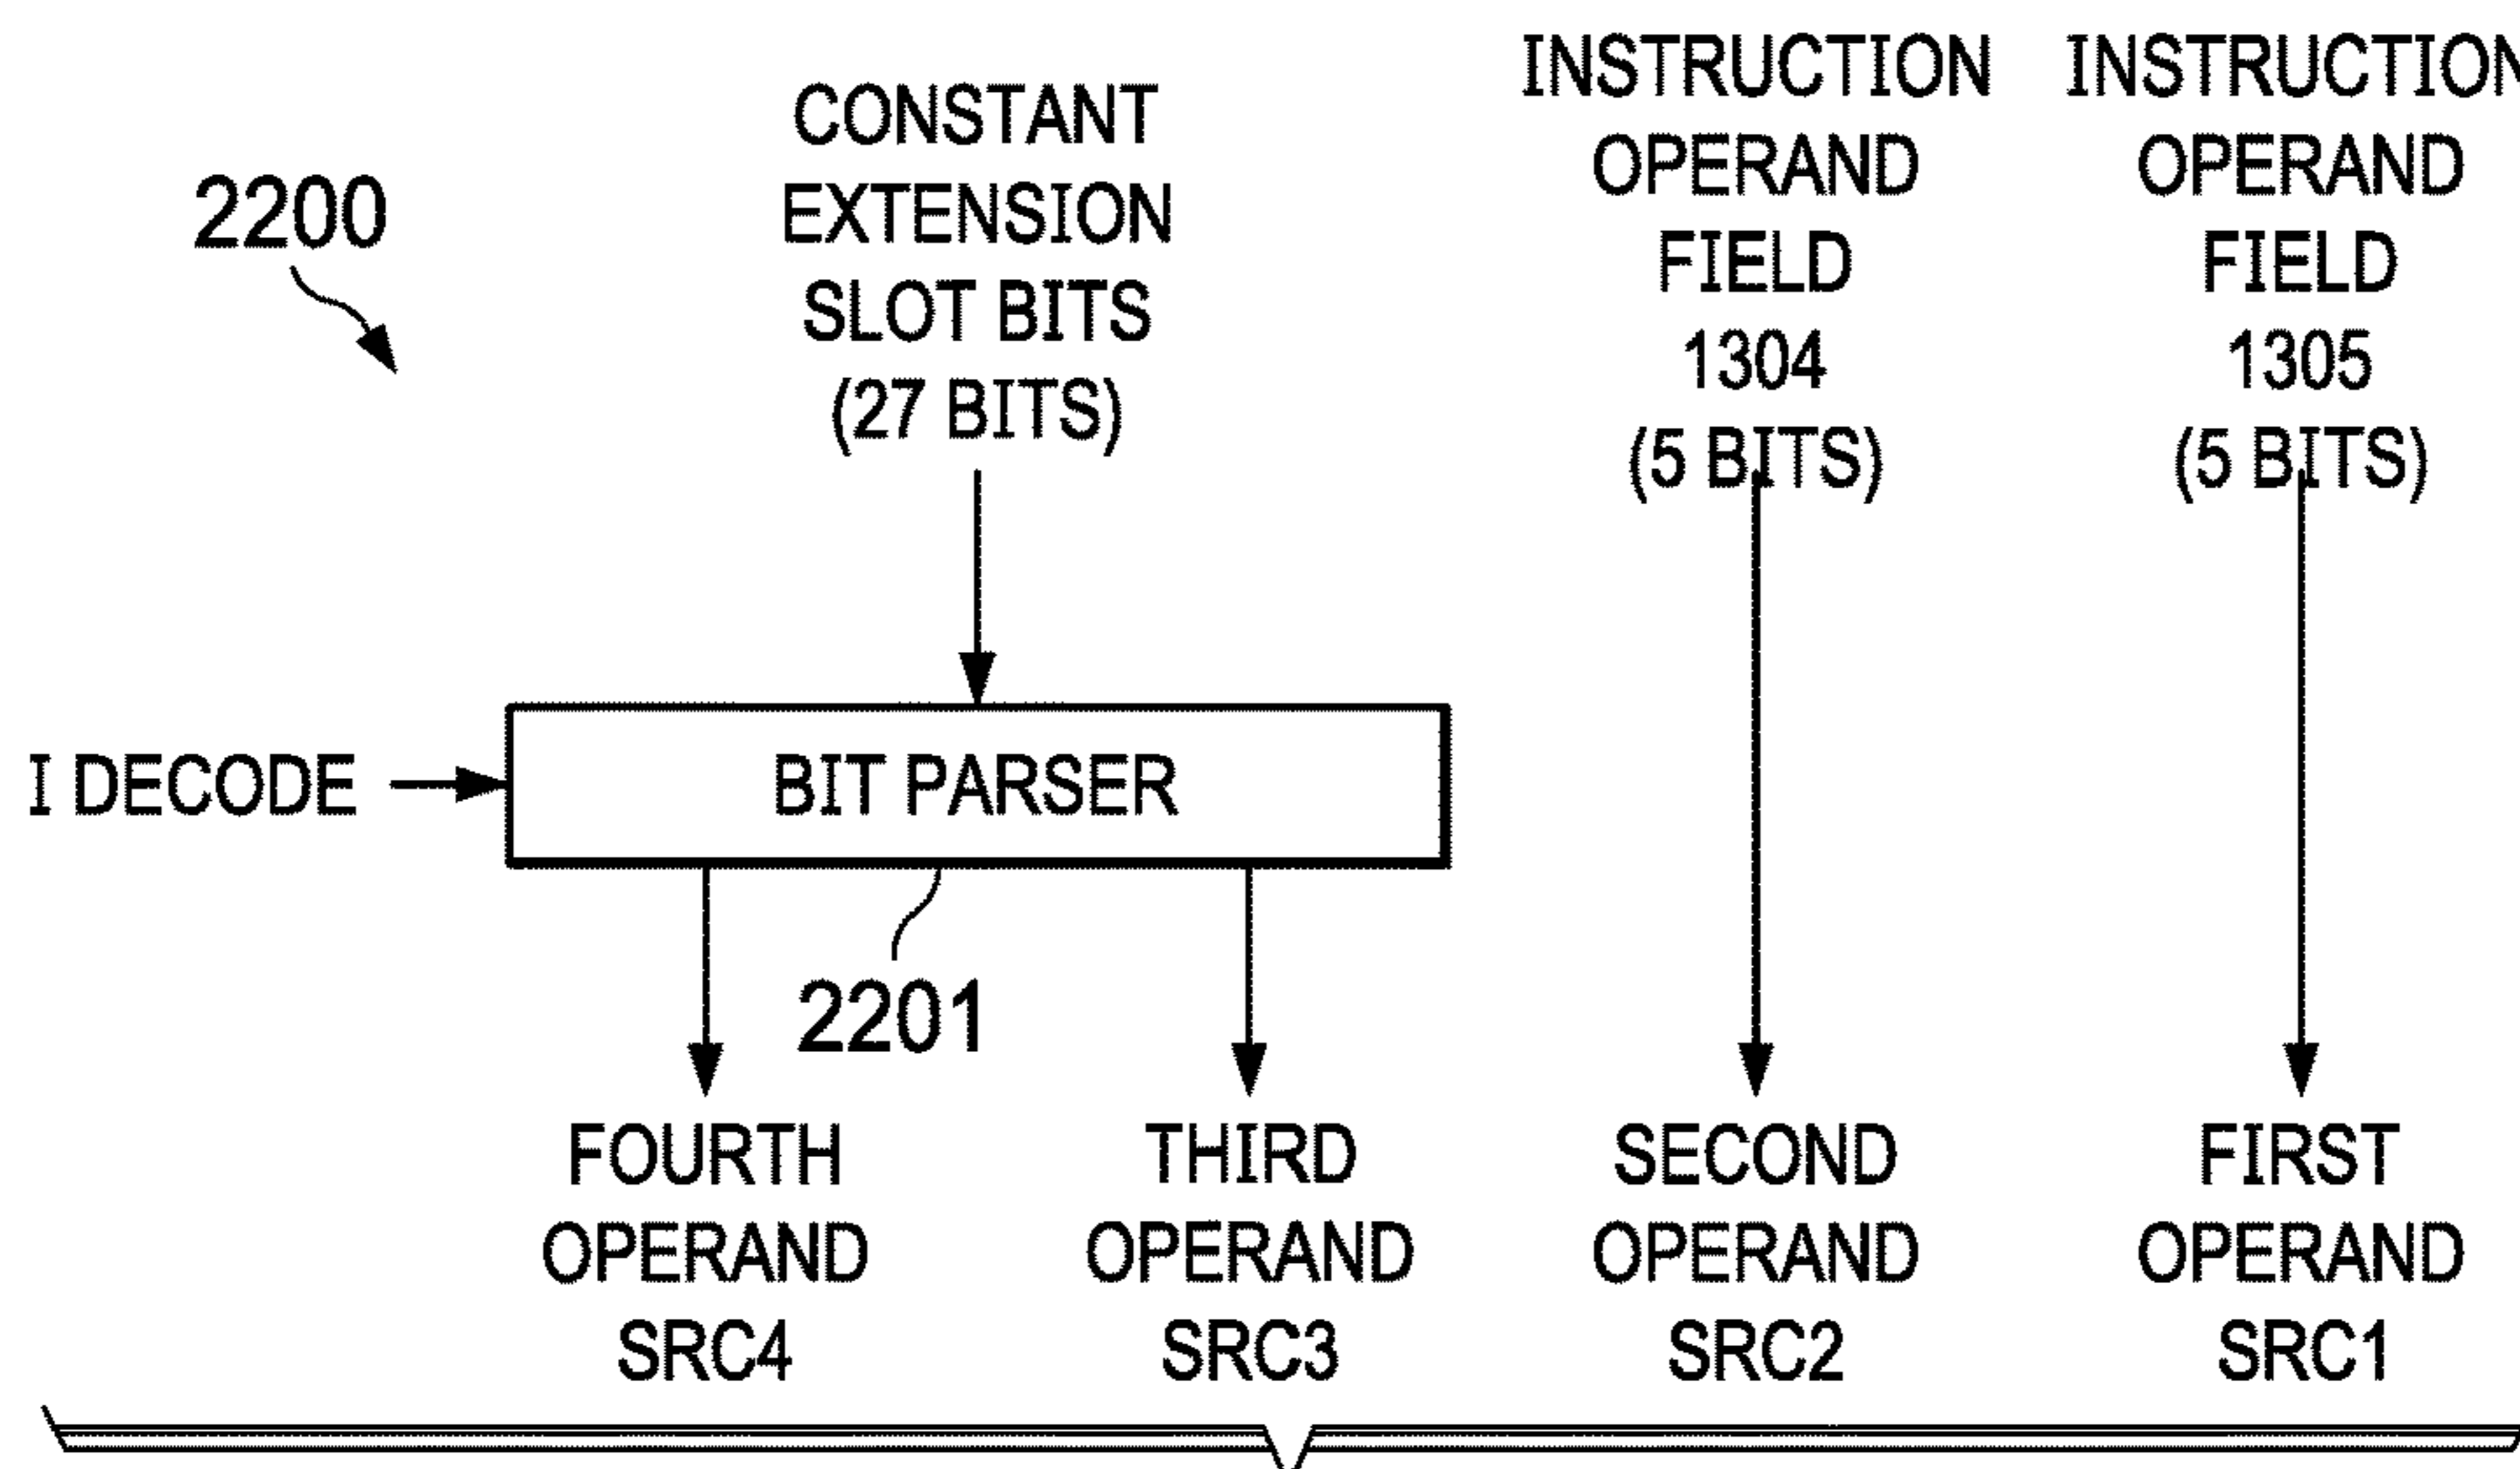 2200
CONSTANT
EXTENSION
SLOT BITS
(27 BITS)
INSTRUCTION
OPERAND
FIELD
1304
(5 BITS)
INSTRUCTION
OPERAND
FIELD
1305
(5 BITS)
I DECODE
BIT PARSER
2201
FOURTH
OPERAND
SRC4
THIRD
OPERAND
SRC3
SECOND
OPERAND
SRC2
FIRST
OPERAND
SRC1